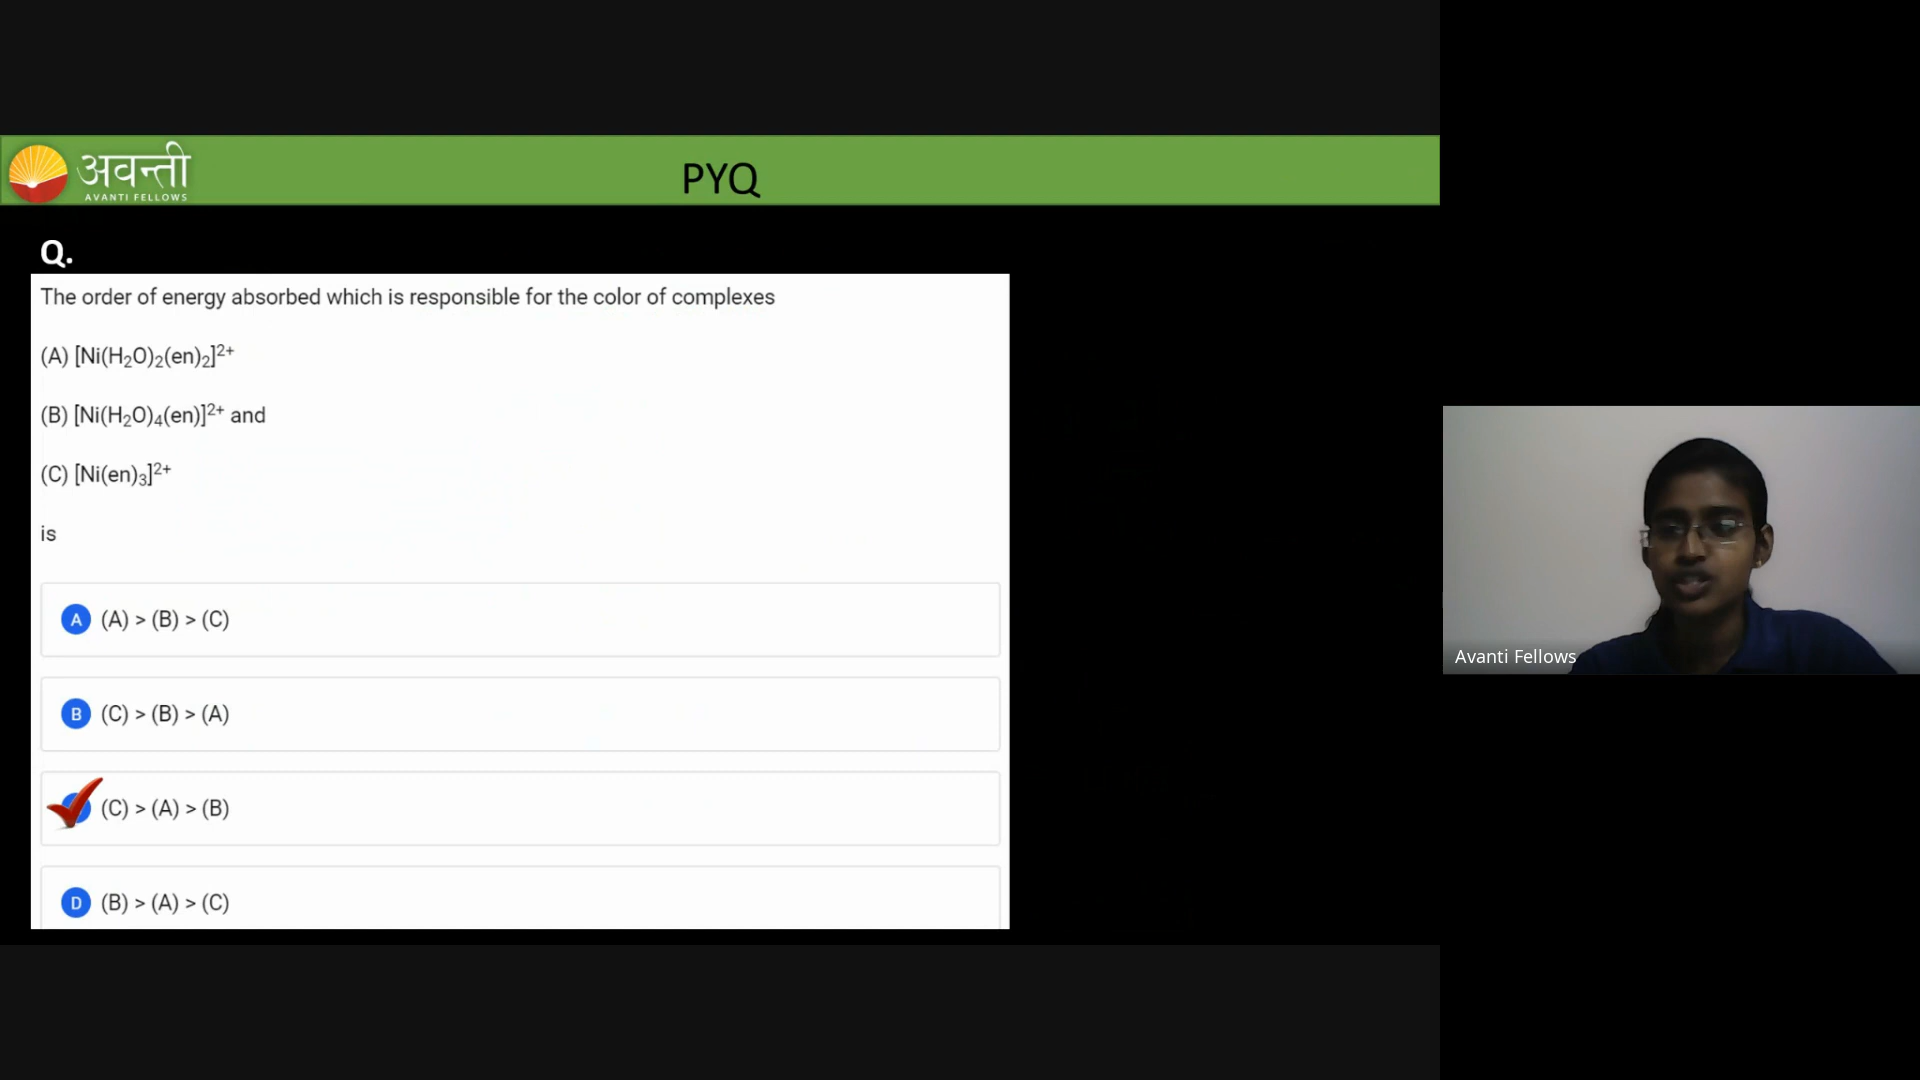 अवन्ती
AVANTI FELLOWS
PYQ
Q.
The order of energy absorbed which is responsible for the color of complexes
(A) [Ni(H₂O)₂(en)₂]²⁺
(B) [Ni(H₂O)₄(en)]²⁺ and
(C) [Ni(en)₃]²⁺
is
A (A) > (B) > (C)
B (C) > (B) > (A)
(C) > (A) > (B)
D (B) > (A) > (C)
Avanti Fellows